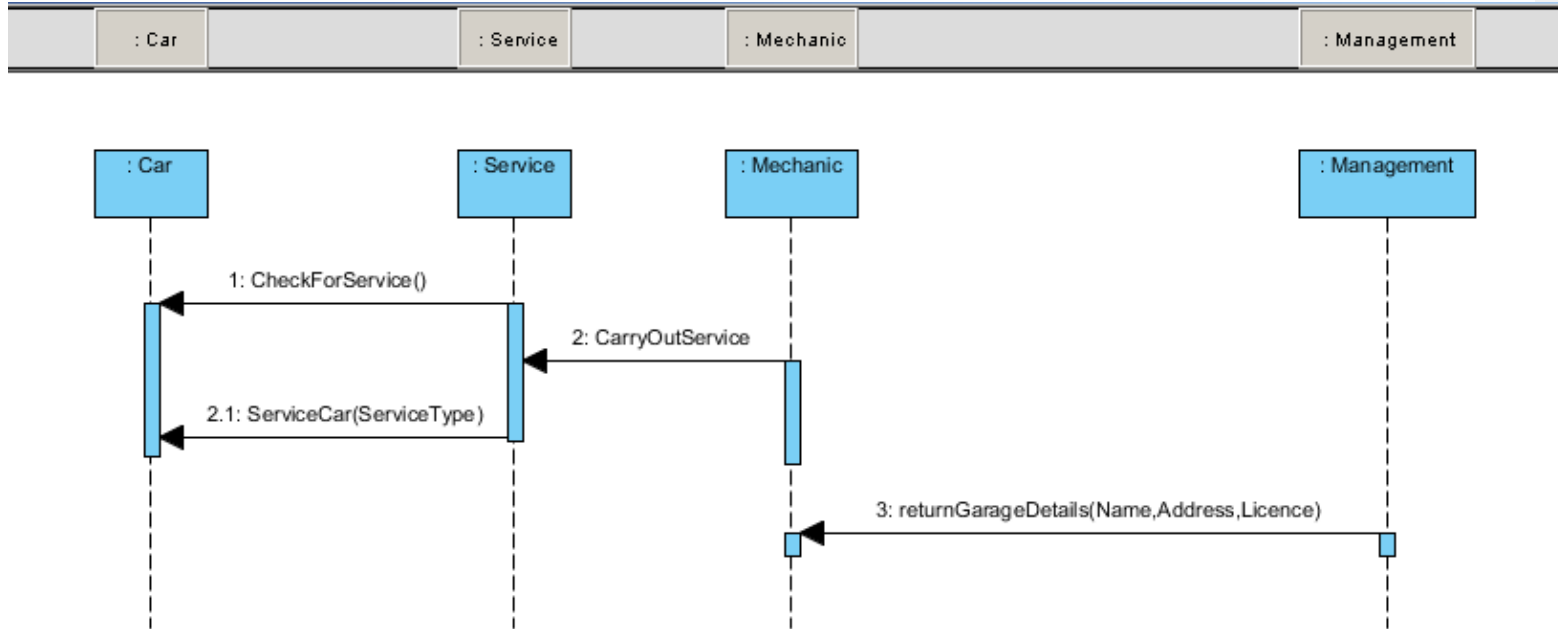 : Car
: Service
: Mechanic
: Management
: Car
: Service
: Mechanic
: Management
1: CheckForService()
2: CarryOutService
2.1: ServiceCar(ServiceType)
3: returnGarageDetails(Name,Address,Licence)